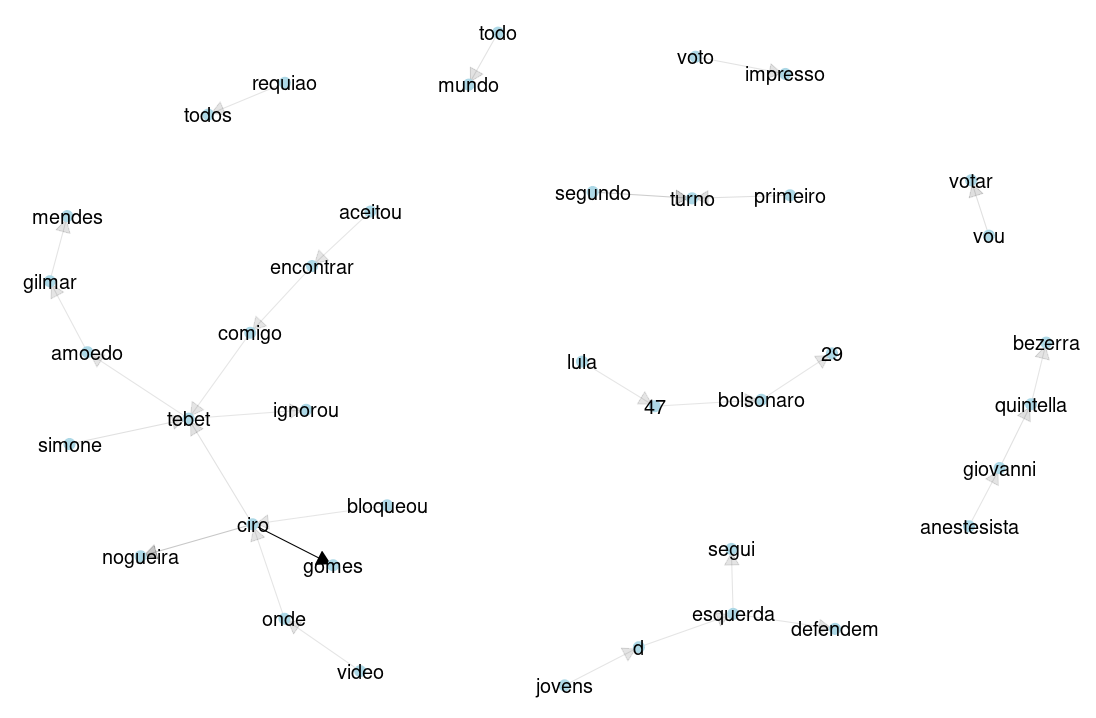 todo
voto
impresso
requiao
mundo
todos
votar
segundo
turno
primeiro
mendes
aceitou
vou
encontrar
gilmar
comigo
bezerra
amoedo
29
lula
47
bolsonaro
quintella
ignorou
tebet
simone
giovanni
bloqueou
ciro
anestesista
segui
nogueira
gomes
onde
esquerda
defendem
d
video
jovens